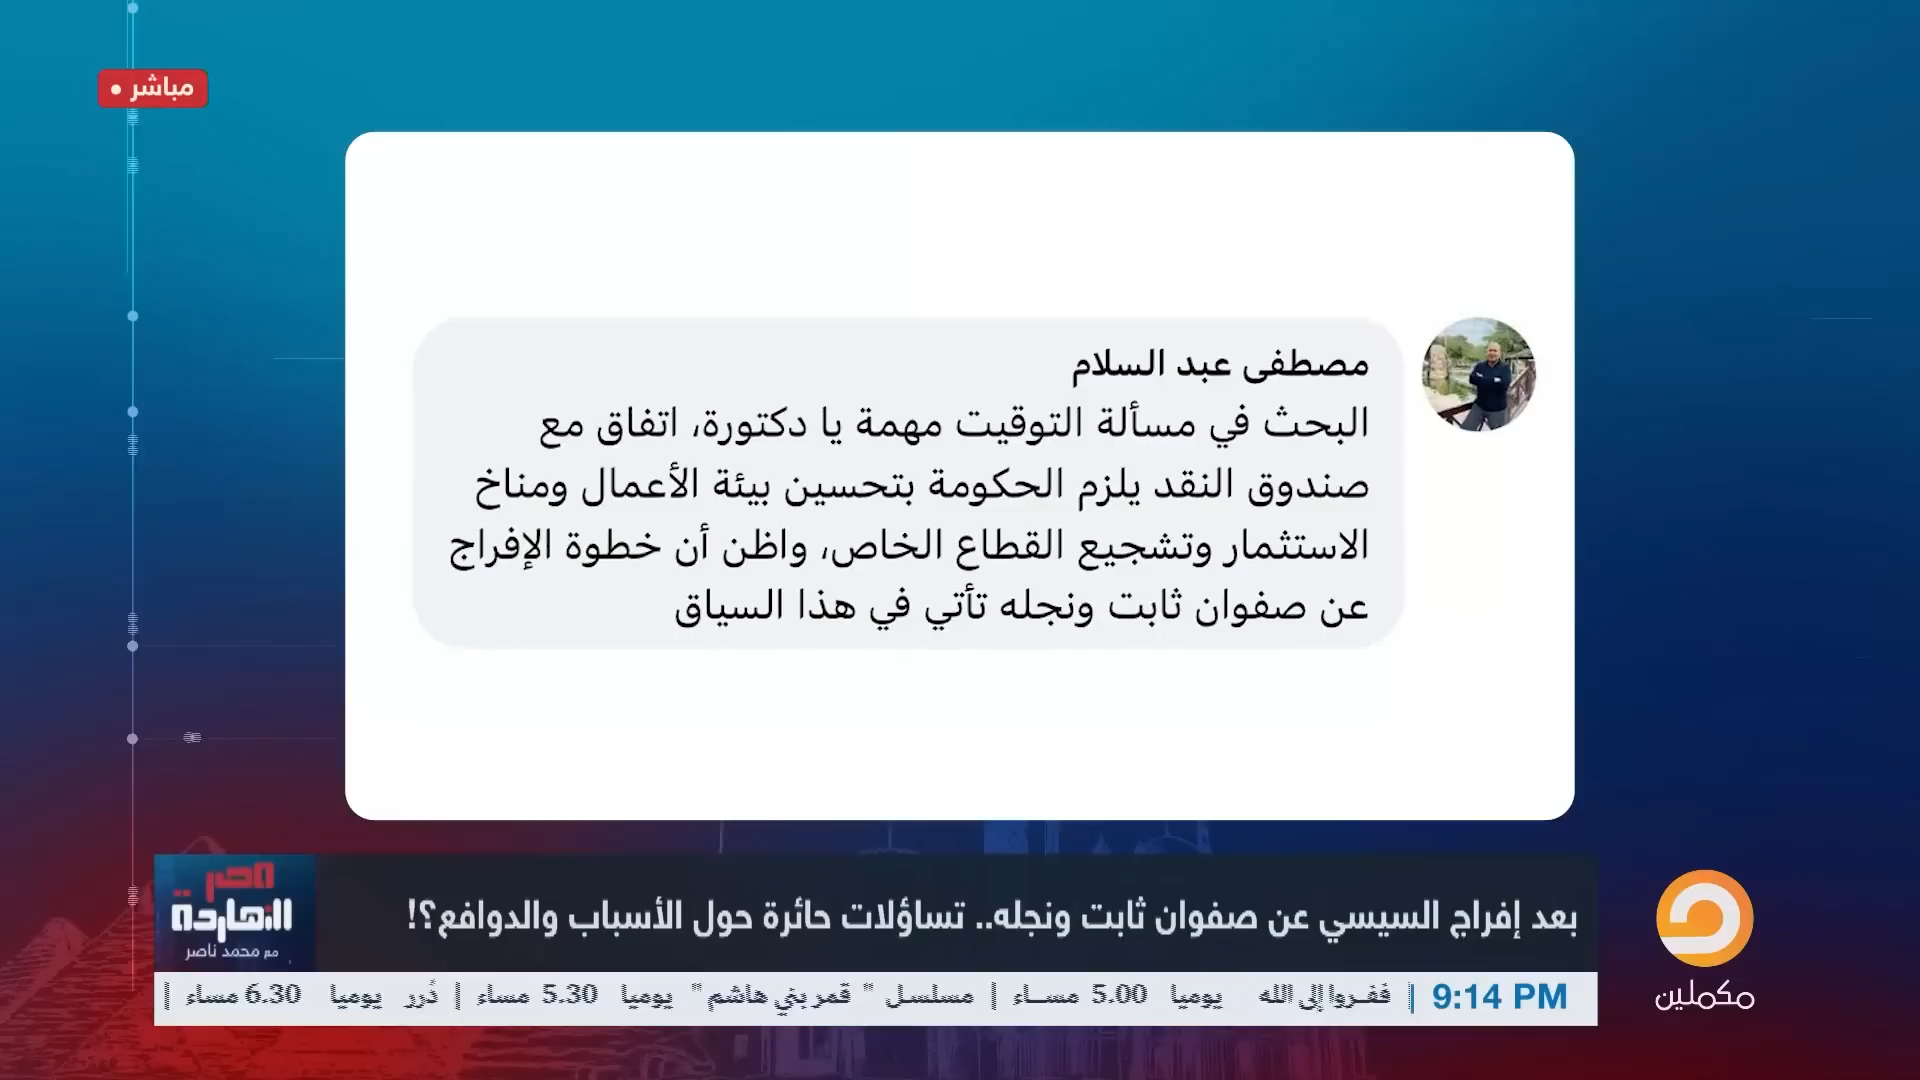 مباشر
مصطفى عبد السلام
البحث في مسألة التوقيت مهمة يا دكتورة، اتفاق مع
صندوق النقد يلزم الحكومة بتحسين بيئة الأعمال ومناخ
الاستثمار وتشجيع القطاع الخاص، واظن أن خطوة الإفراج
عن صفوان ثابت ونجله تأتي في هذا السياق
مصر
النهاردة
مع محمد ناصر
بعد إفراج السيسي عن صفوان ثابت ونجله.. تساؤلات حائرة حول الأسباب والدوافع؟!
9:14 PM | ففروا إلى الله يوميا 5.00 مساء | مسلسل " قمر بني هاشم " يوميا 5.30 مساء | دُرر يوميا 6.30 مساء |
مكملين